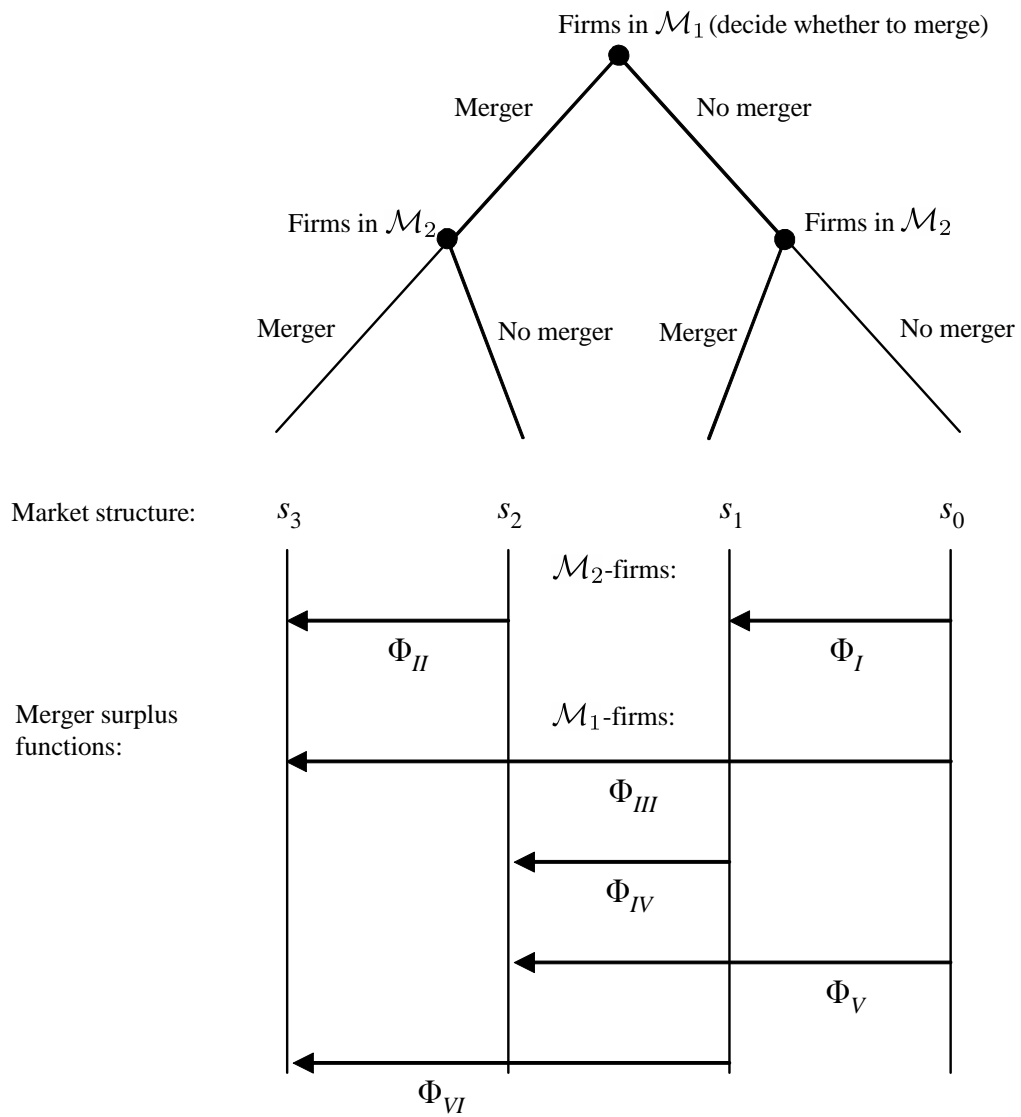 Firms in ℳ₁ (decide whether to merge)
Merger
No merger
Firms in ℳ₂
Firms in ℳ₂
Merger
No merger
Merger
No merger
Market structure:
s₃
s₂
s₁
s₀
ℳ₂-firms:
Φ_II
Φ_I
Merger surplus
functions:
ℳ₁-firms:
Φ_III
Φ_IV
Φ_V
Φ_VI